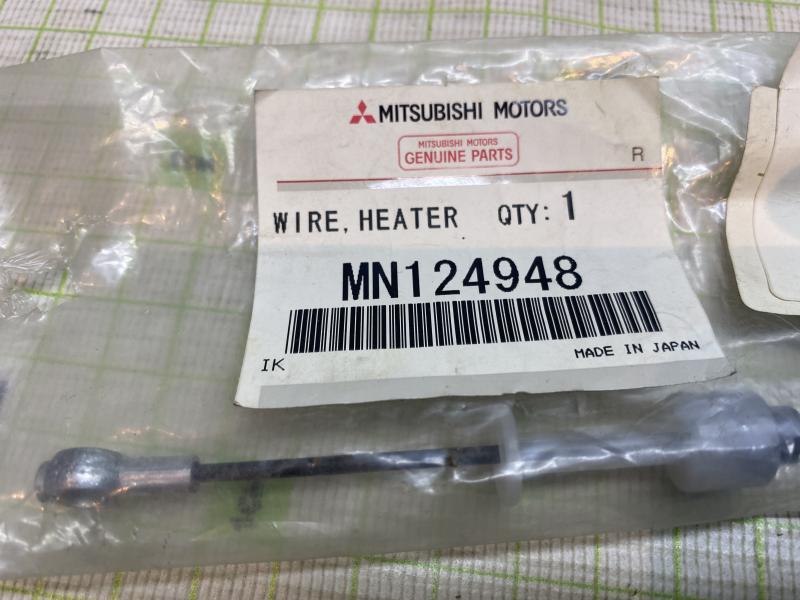 MITSUBISHI MOTORS
MITSUBISHI MOTORS
GENUINE PARTS
R
WIRE, HEATER QTY: 1
MN124948
IK MADE IN JAPAN